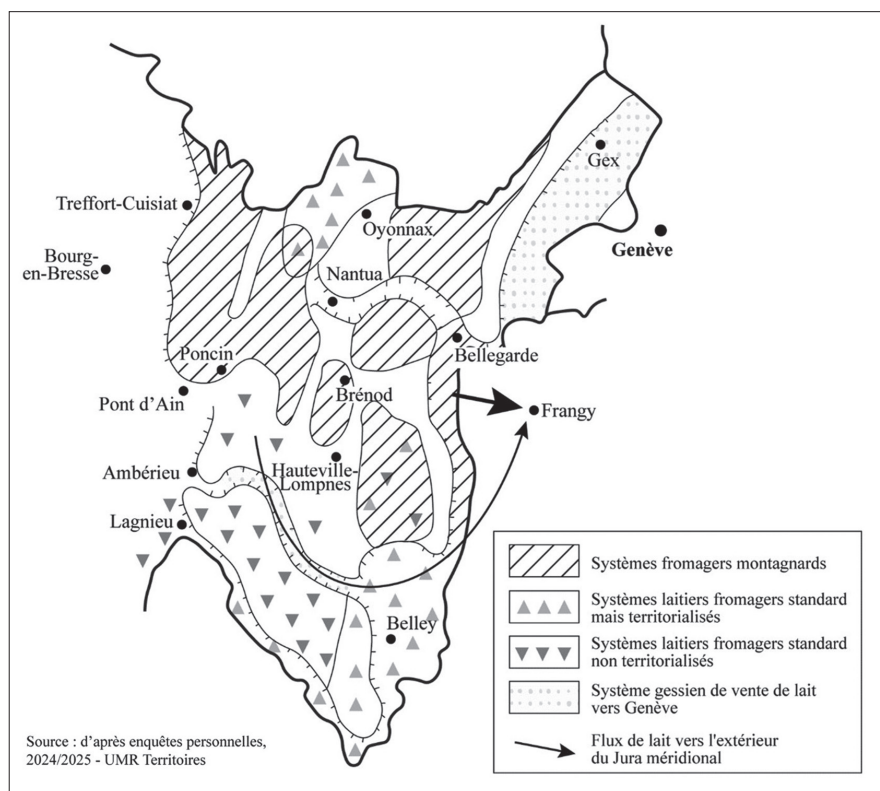 Gex
Treffort-Cuisiat
Oyonnax
Genève
Bourg-
en-Bresse
Nantua
Bellegarde
Poncin
Brénod
Pont d'Ain
Frangy
Ambérieu
Hauteville-
Lompnes
Lagnieu
Belley
Systèmes fromagers montagnards
Systèmes laitiers fromagers standard
mais territorialisés
Systèmes laitiers fromagers standard
non territorialisés
Système gessien de vente de lait
vers Genève
Flux de lait vers l'extérieur
du Jura méridional
Source : d'après enquêtes personnelles,
2024/2025 - UMR Territoires